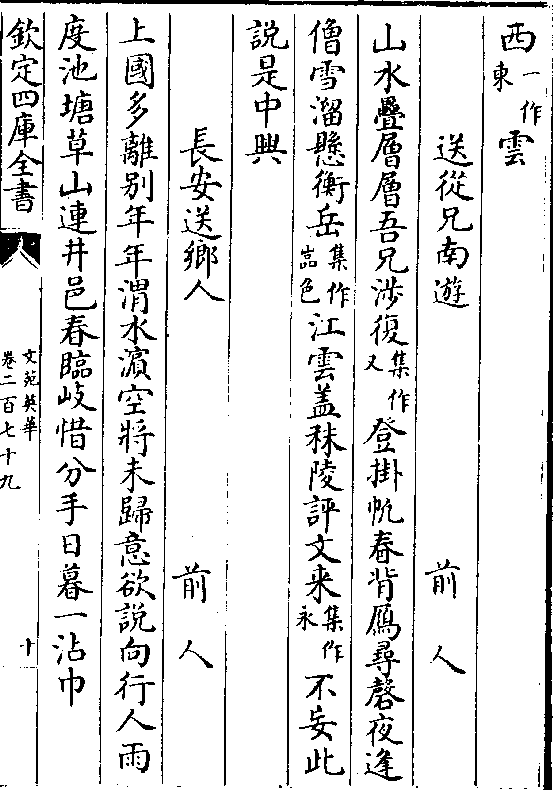 西一作東雲
送從兄南遊 前人
山水疊層層吾兄涉復集作又登掛帆春背鴈尋磬夜逢
僧雪溜懸衡岳集作嵓色江雲盖秣陵評文来集作永不妄此
說是中興
長安送鄉人 前人
上國多離别年年渭水濵空將未歸意欲説向行人雨
度池塘草山連井邑春臨岐惜分手日暮一沾巾
欽定四庫全書
文苑英華
卷二百七十九
十